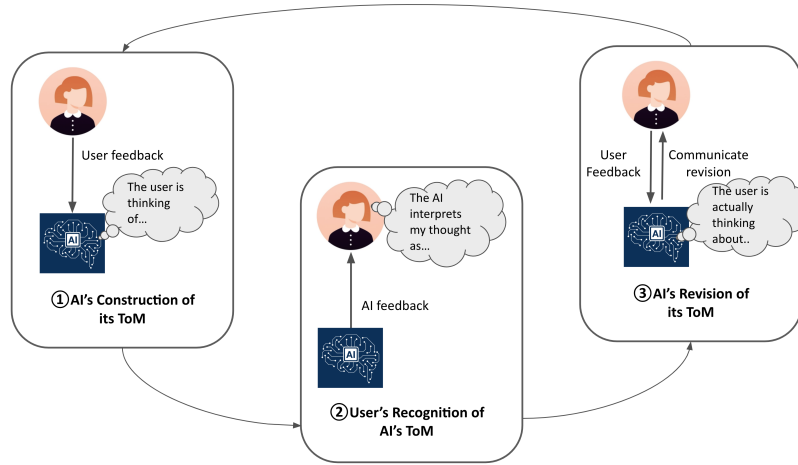 User feedback
The user is
thinking
of...
AI
①AI's Construction of
its ToM
The AI
interprets
my thought
as...
AI feedback
AI
②User's Recognition of
AI's ToM
User
Feedback
Communicate
revision
The user is
actually
thinking
about..
AI
③AI's Revision of
its ToM